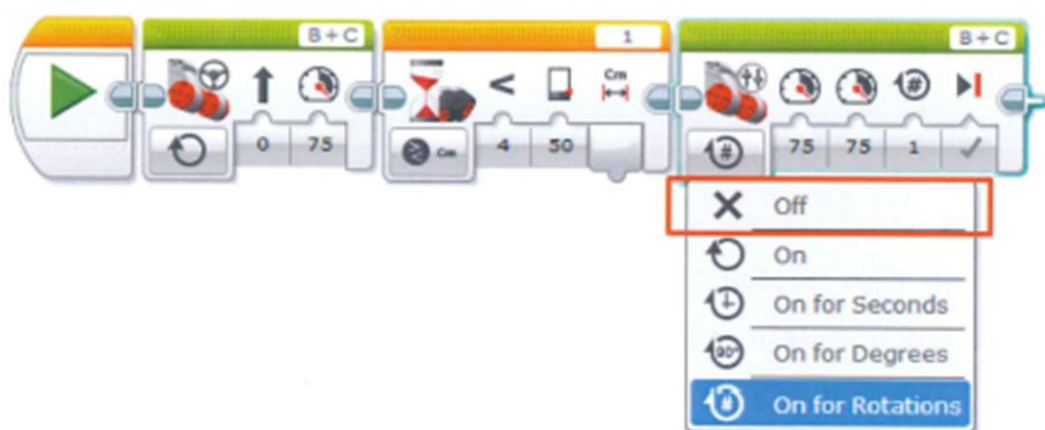 B + C
1
B + C
Cm
#
0
75
Cm
4
50
#
75
75
1
Off
On
On for Seconds
90°
On for Degrees
#
On for Rotations